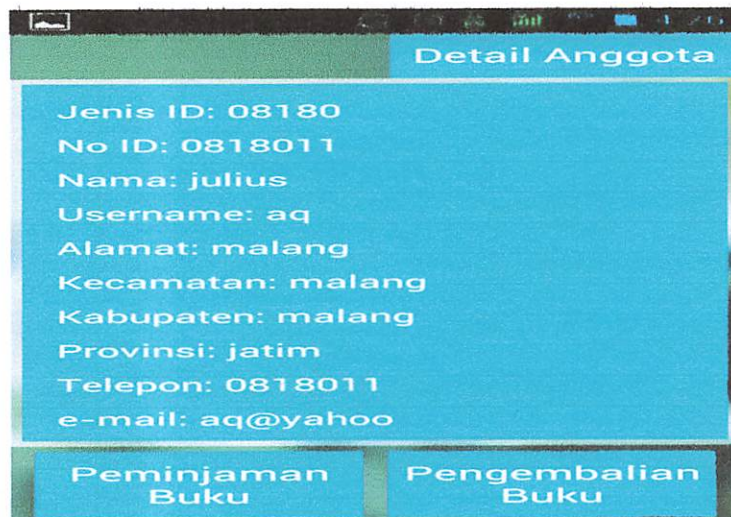 Detail Anggota
Jenis ID: 08180
No ID: 0818011
Nama: julius
Username: aq
Alamat: malang
Kecamatan: malang
Kabupaten: malang
Provinsi: jatim
Telepon: 0818011
e-mail: aq@yahoo
Peminjaman
Buku
Pengembalian
Buku